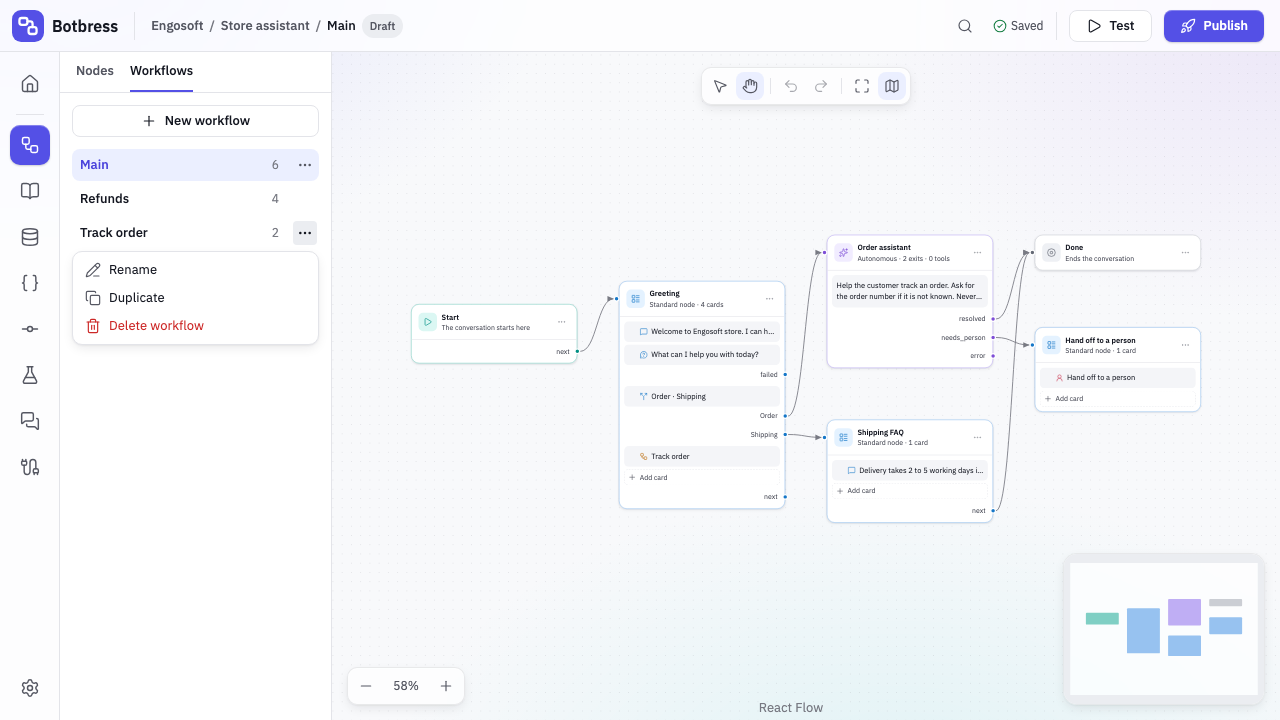 Botbress
Engosoft / Store assistant / Main Draft
Saved
Test
Publish
Nodes
Workflows
New workflow
Main 6
Refunds 4
Track order 2
Rename
Duplicate
Delete workflow
Start
The conversation starts here
next
Greeting
Standard node · 4 cards
Welcome to Engosoft store. I can h...
What can I help you with today?
failed
Order · Shipping
Order
Shipping
Track order
Add card
next
Order assistant
Autonomous · 2 exits · 0 tools
Help the customer track an order. Ask for
the order number if it is not known. Never...
resolved
needs_person
error
Shipping FAQ
Standard node · 1 card
Delivery takes 2 to 5 working days i...
Add card
next
Done
Ends the conversation
Hand off to a person
Standard node · 1 card
Hand off to a person
Add card
58%
React Flow